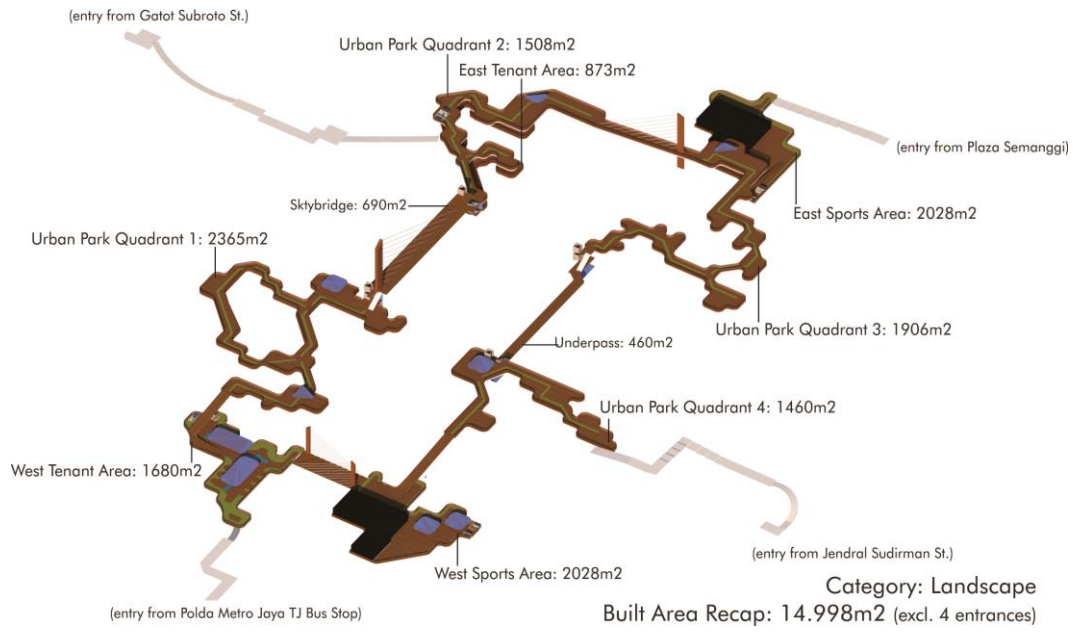 (entry from Gatot Subroto St.)
Urban Park Quadrant 2: 1508m2
East Tenant Area: 873m2
(entry from Plaza Semanggi)
Sktybridge: 690m2
East Sports Area: 2028m2
Urban Park Quadrant 1: 2365m2
Urban Park Quadrant 3: 1906m2
Underpass: 460m2
Urban Park Quadrant 4: 1460m2
West Tenant Area: 1680m2
(entry from Jendral Sudirman St.)
West Sports Area: 2028m2
Category: Landscape
(entry from Polda Metro Jaya TJ Bus Stop)
Built Area Recap: 14.998m2 (excl. 4 entrances)